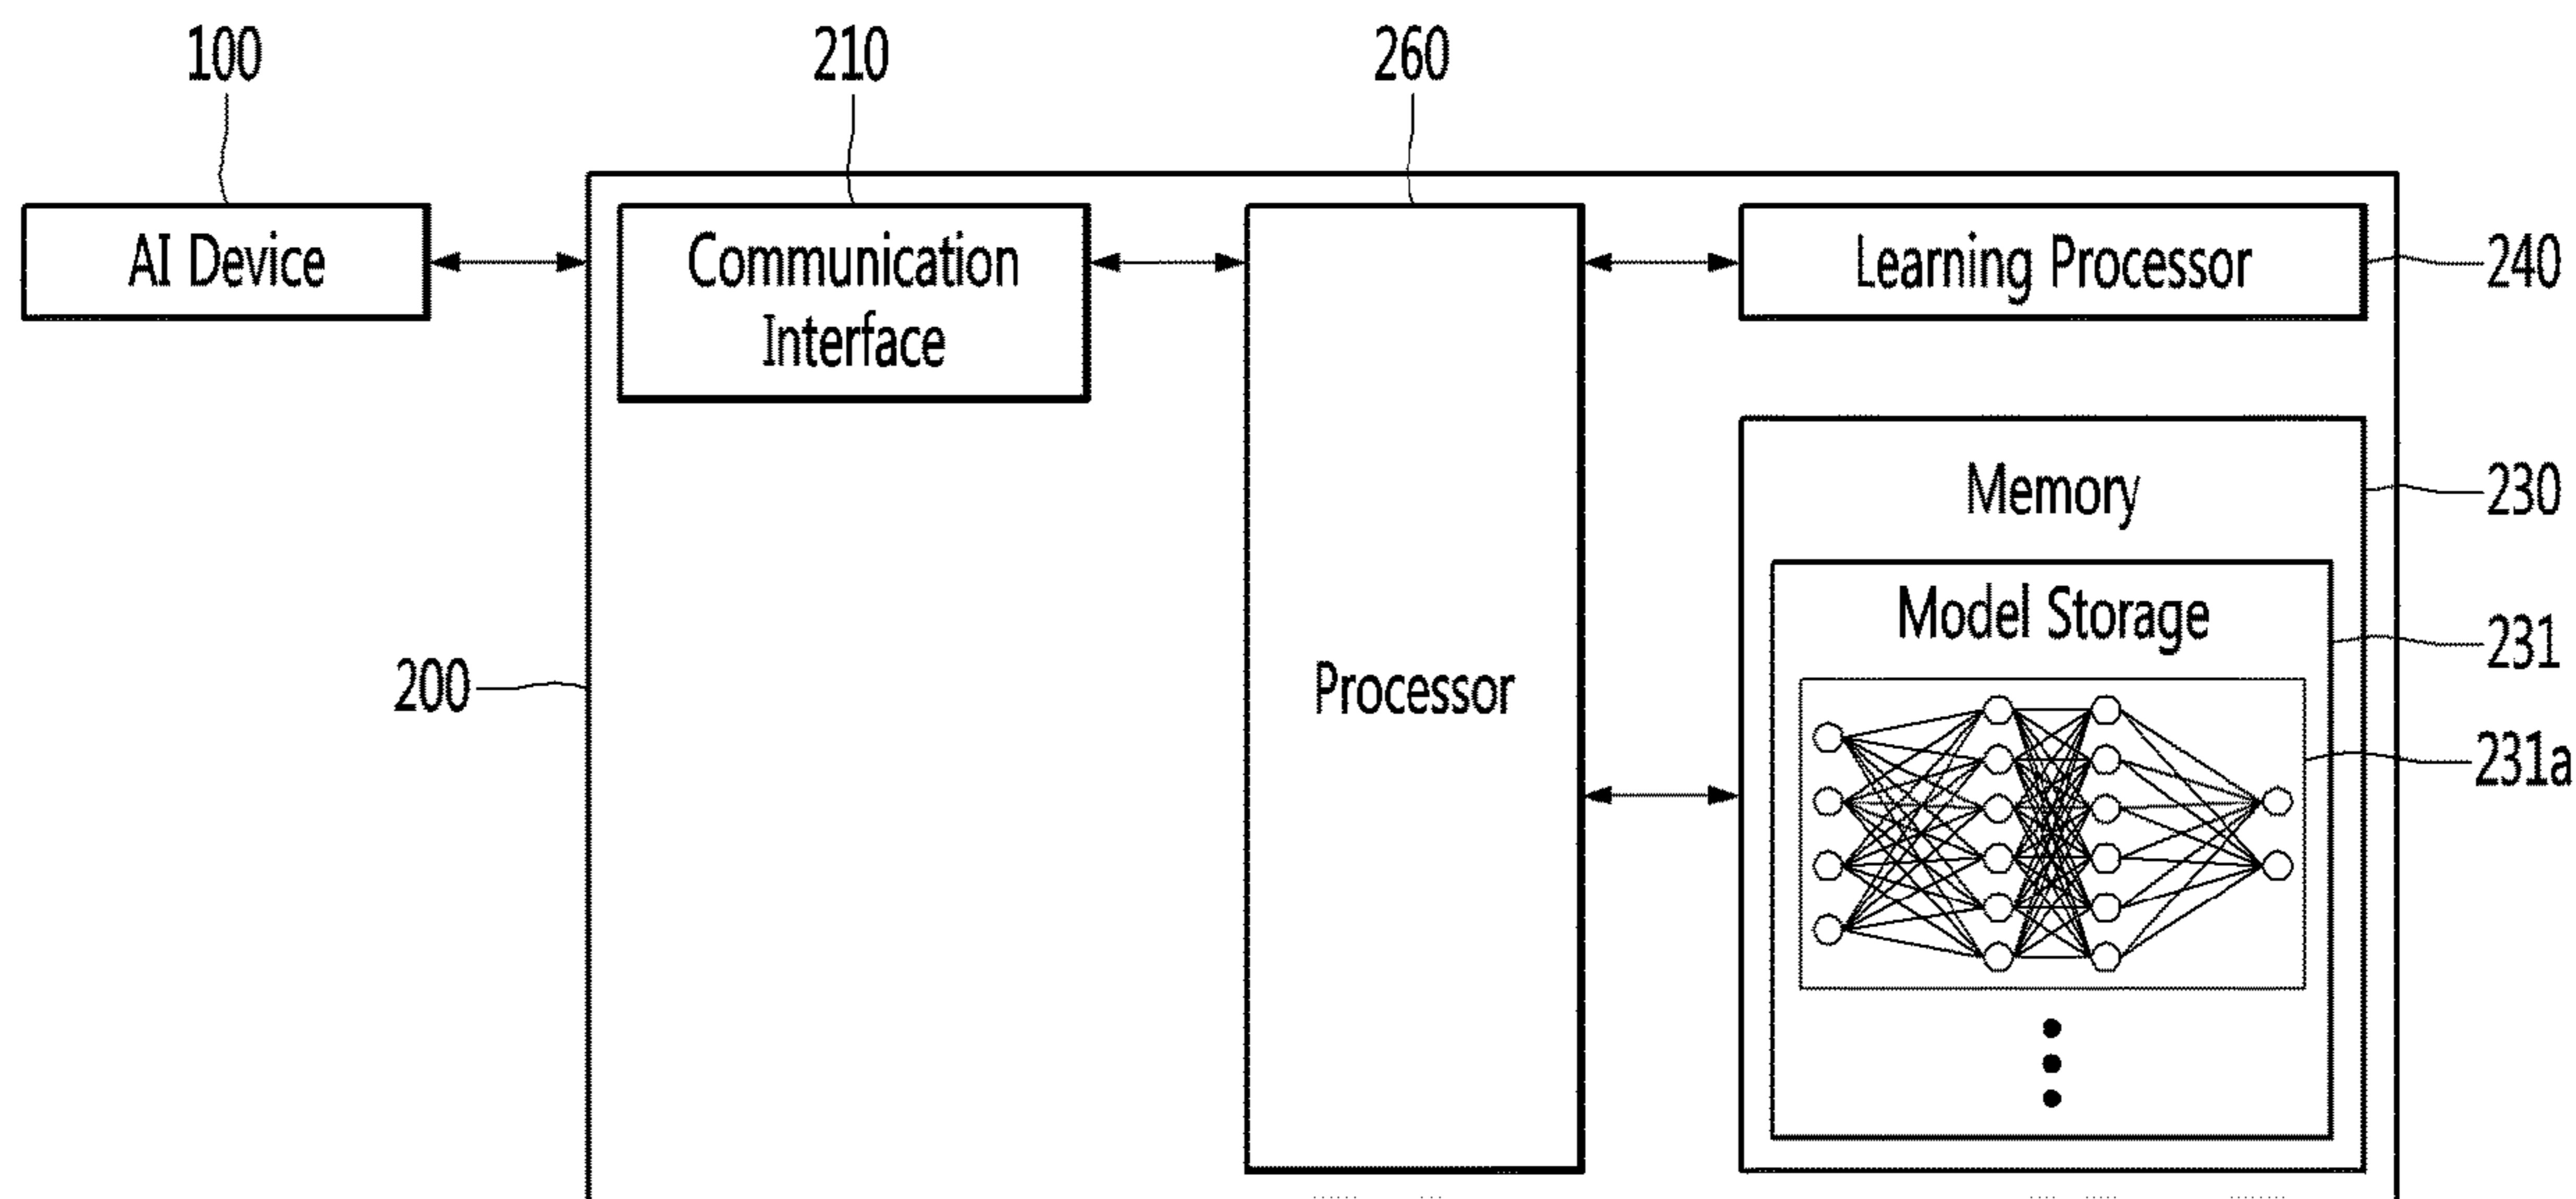 100
210
260
AI Device
Communication
Interface
Learning Processor
240
Memory
230
Model Storage
231
200
Processor
231a